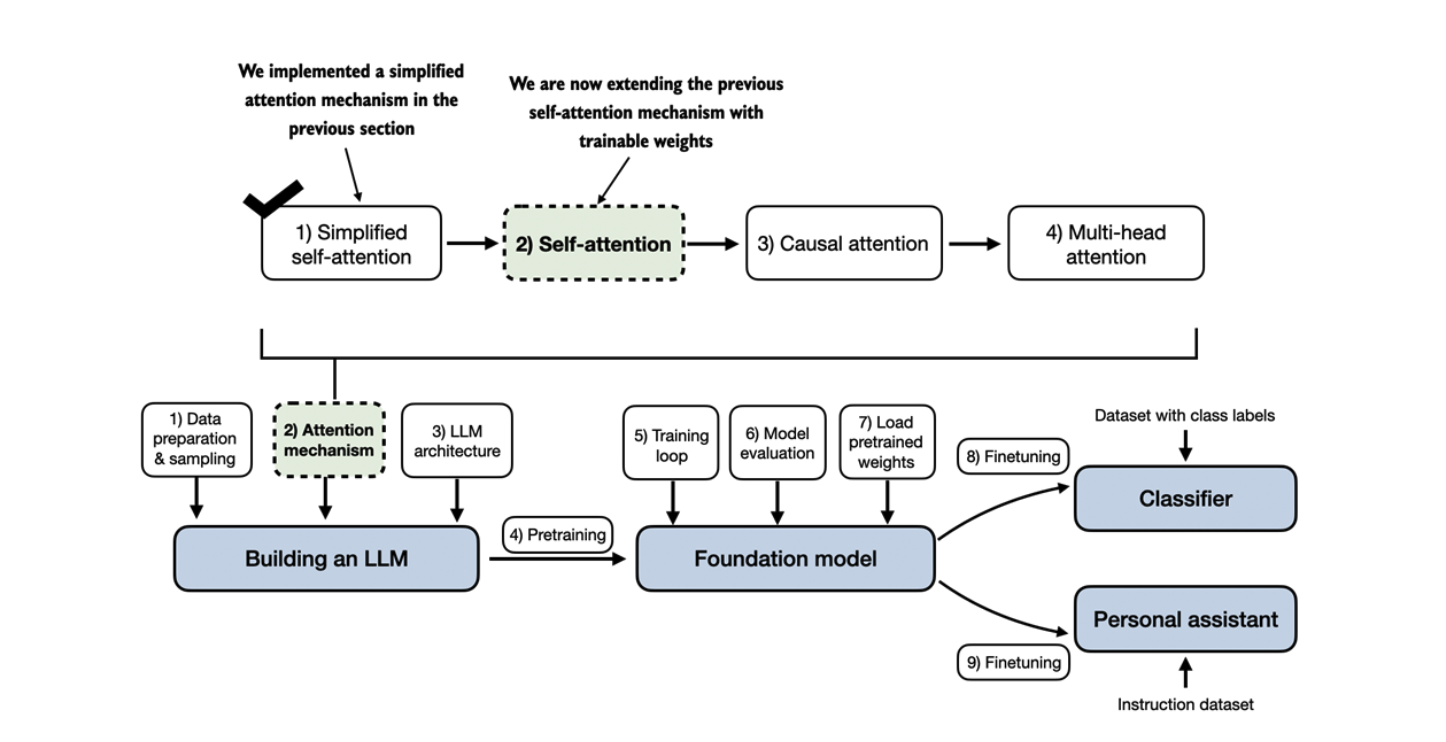 We implemented a simplified
attention mechanism in the
previous section
We are now extending the previous
self-attention mechanism with
trainable weights
1) Simplified
self-attention
2) Self-attention
3) Causal attention
4) Multi-head
attention
1) Data
preparation
& sampling
2) Attention
mechanism
3) LLM
architecture
5) Training
loop
6) Model
evaluation
7) Load
pretrained
weights
8) Finetuning
Dataset with class labels
Classifier
Building an LLM
4) Pretraining
Foundation model
Personal assistant
9) Finetuning
Instruction dataset